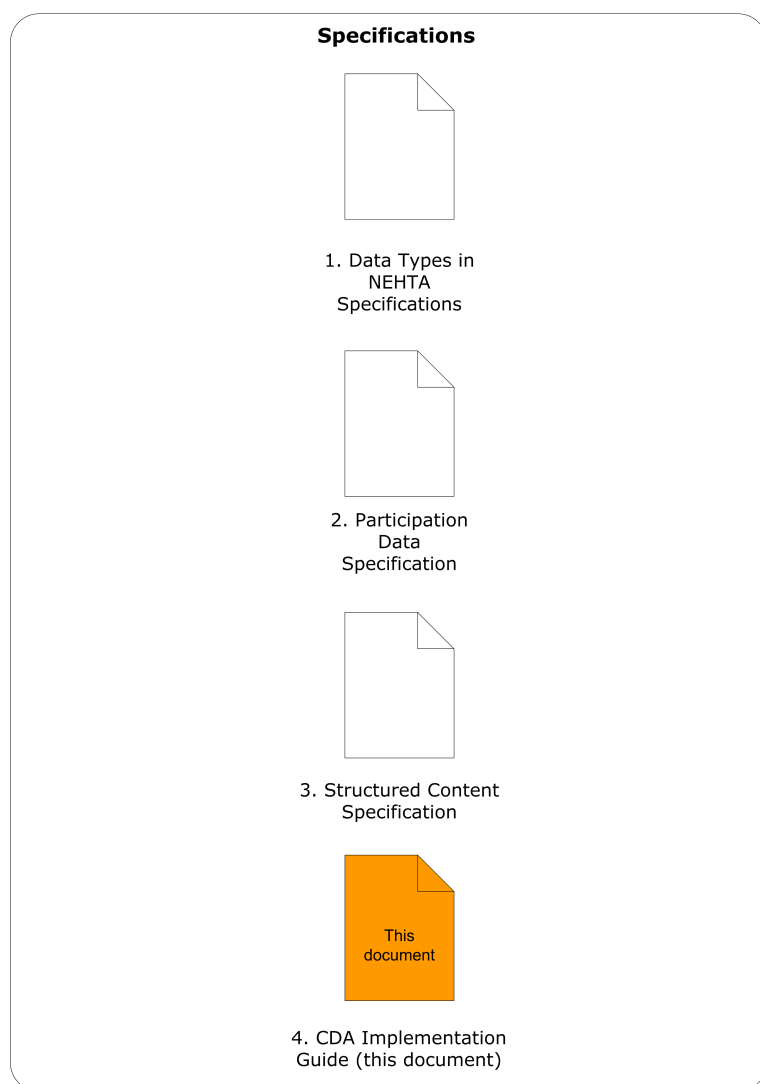 Specifications
1. Data Types in
NEHTA
Specifications
2. Participation
Data
Specification
3. Structured Content
Specification
This
document
4. CDA Implementation
Guide (this document)